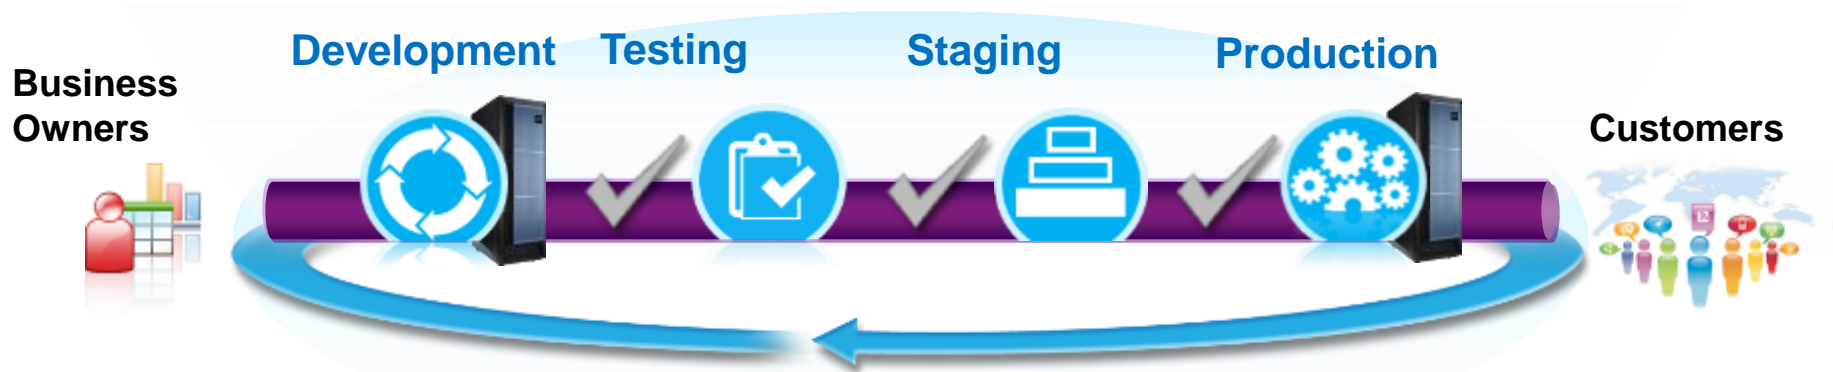 Development
Testing
Staging
Production
Business
Owners
Customers